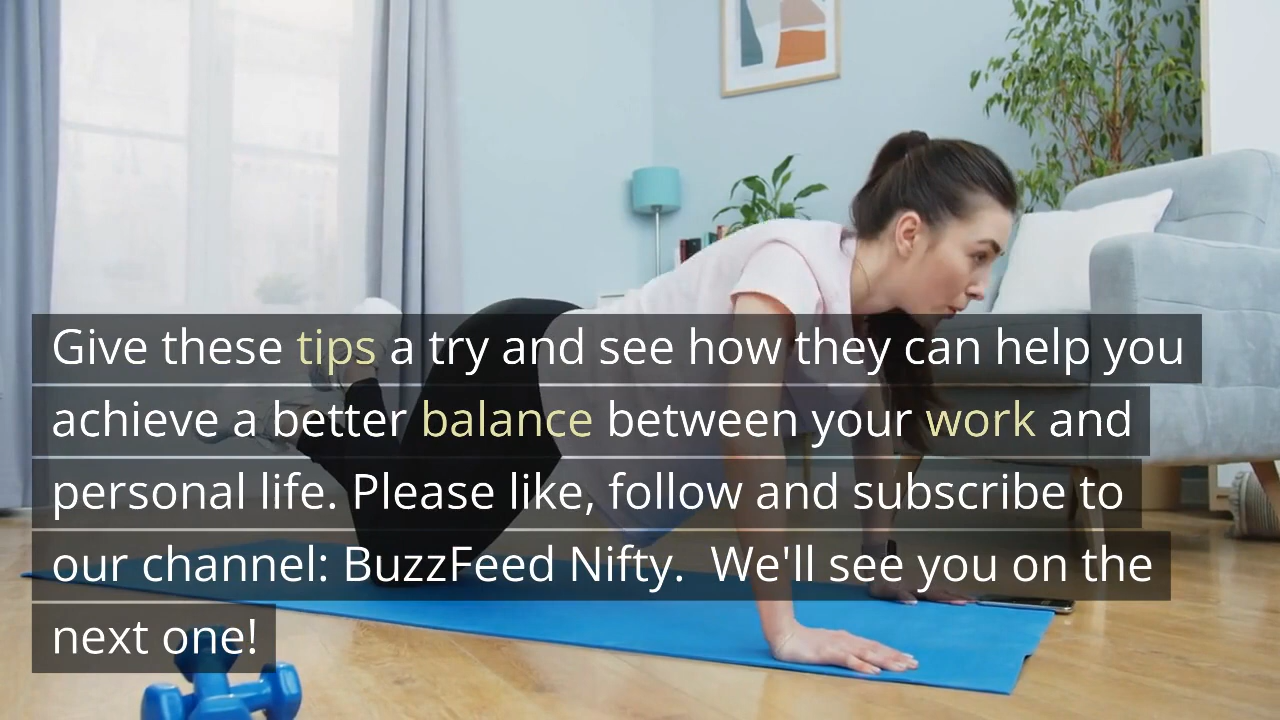 Give these tips a try and see how they can help you
achieve a better balance between your work and
personal life. Please like, follow and subscribe to
our channel: BuzzFeed Nifty.  We'll see you on the
next one!